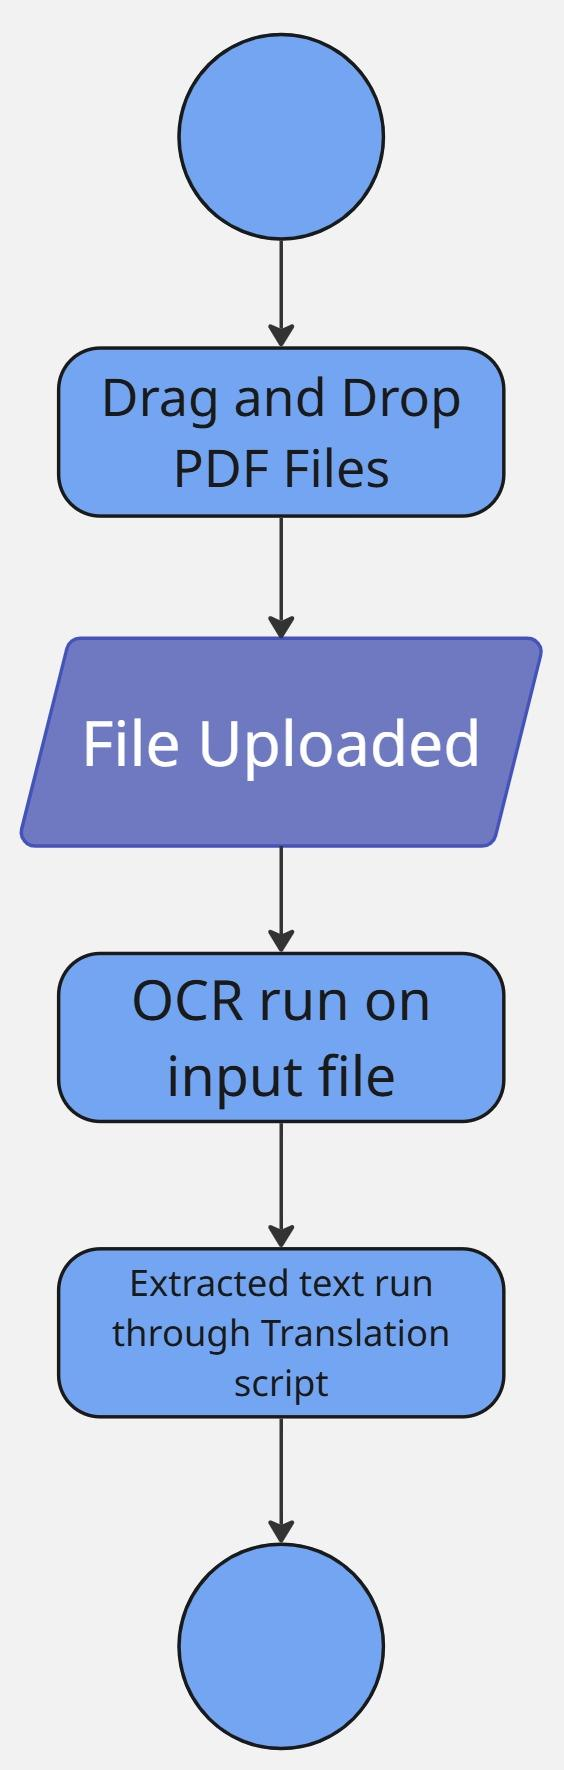 Drag and Drop
PDF Files
File Uploaded
OCR run on
input file
Extracted text run
through Translation
script